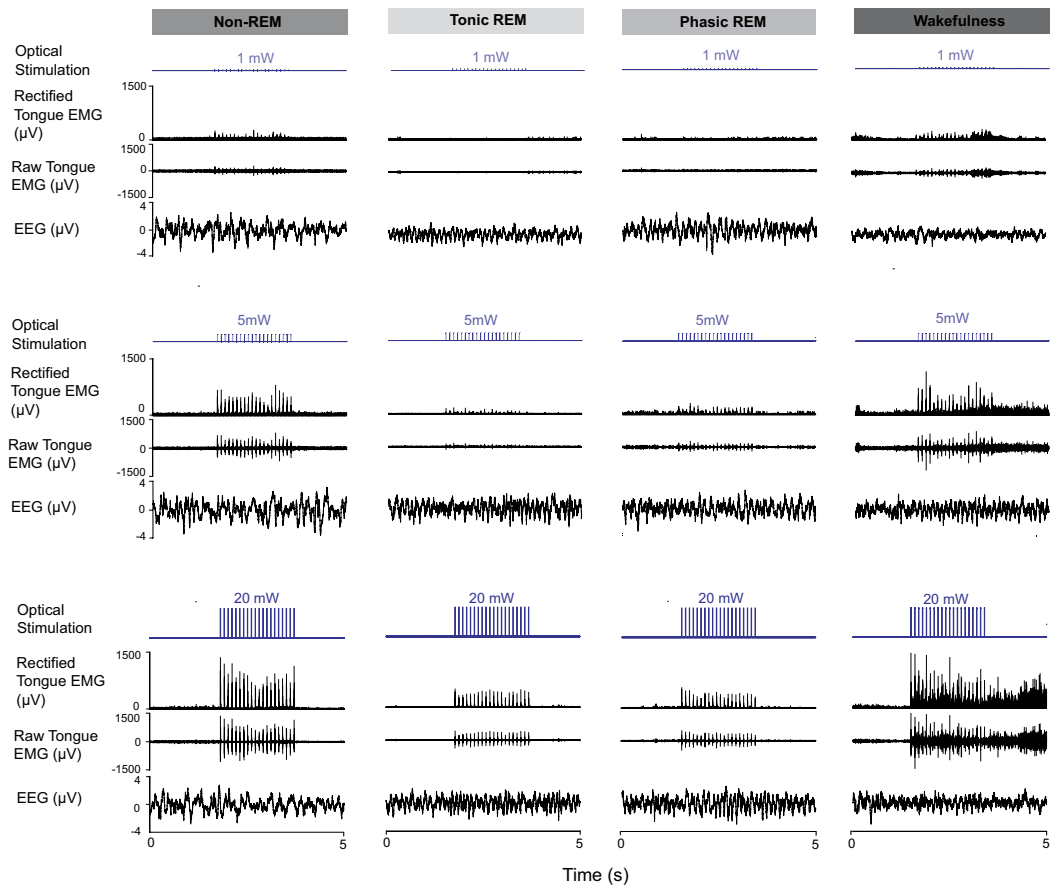 Non-REM Tonic REM Phasic REM Wakefulness
Optical
Stimulation
1 mW 1 mW 1 mW 1 mW
Rectified
Tongue EMG
(µV)
1500
0
Raw Tongue
EMG (µV)
1500
0
-1500
EEG (µV)
4
0
-4
Optical
Stimulation
5mW 5mW 5mW 5mW
Rectified
Tongue EMG
(µV)
1500
0
Raw Tongue
EMG (µV)
1500
0
-1500
EEG (µV)
4
0
-4
Optical
Stimulation
20 mW 20 mW 20 mW 20 mW
Rectified
Tongue EMG
(µV)
1500
0
Raw Tongue
EMG (µV)
1500
0
-1500
EEG (µV)
4
0
-4
0 5 0 5 0 5 0 5
Time (s)